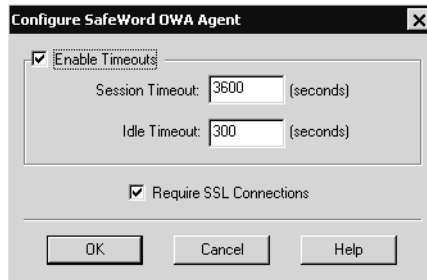 Configure SafeWord OWA Agent
Enable Timeouts
Session Timeout: 3600 (seconds)
Idle Timeout: 300 (seconds)
Require SSL Connections
OK Cancel Help